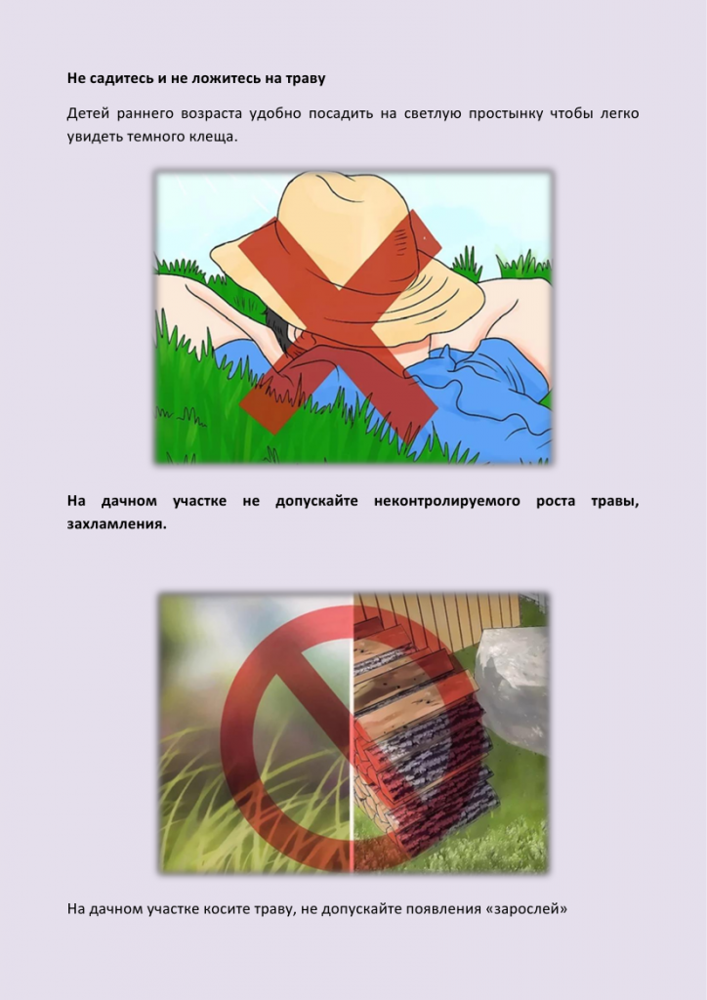 Не садитесь и не ложитесь на траву
Детей раннего возраста удобно посадить на светлую простынку чтобы легко
увидеть темного клеща.
На дачном участке не допускайте неконтролируемого роста травы,
захламления.
На дачном участке косите траву, не допускайте появления «зарослей»